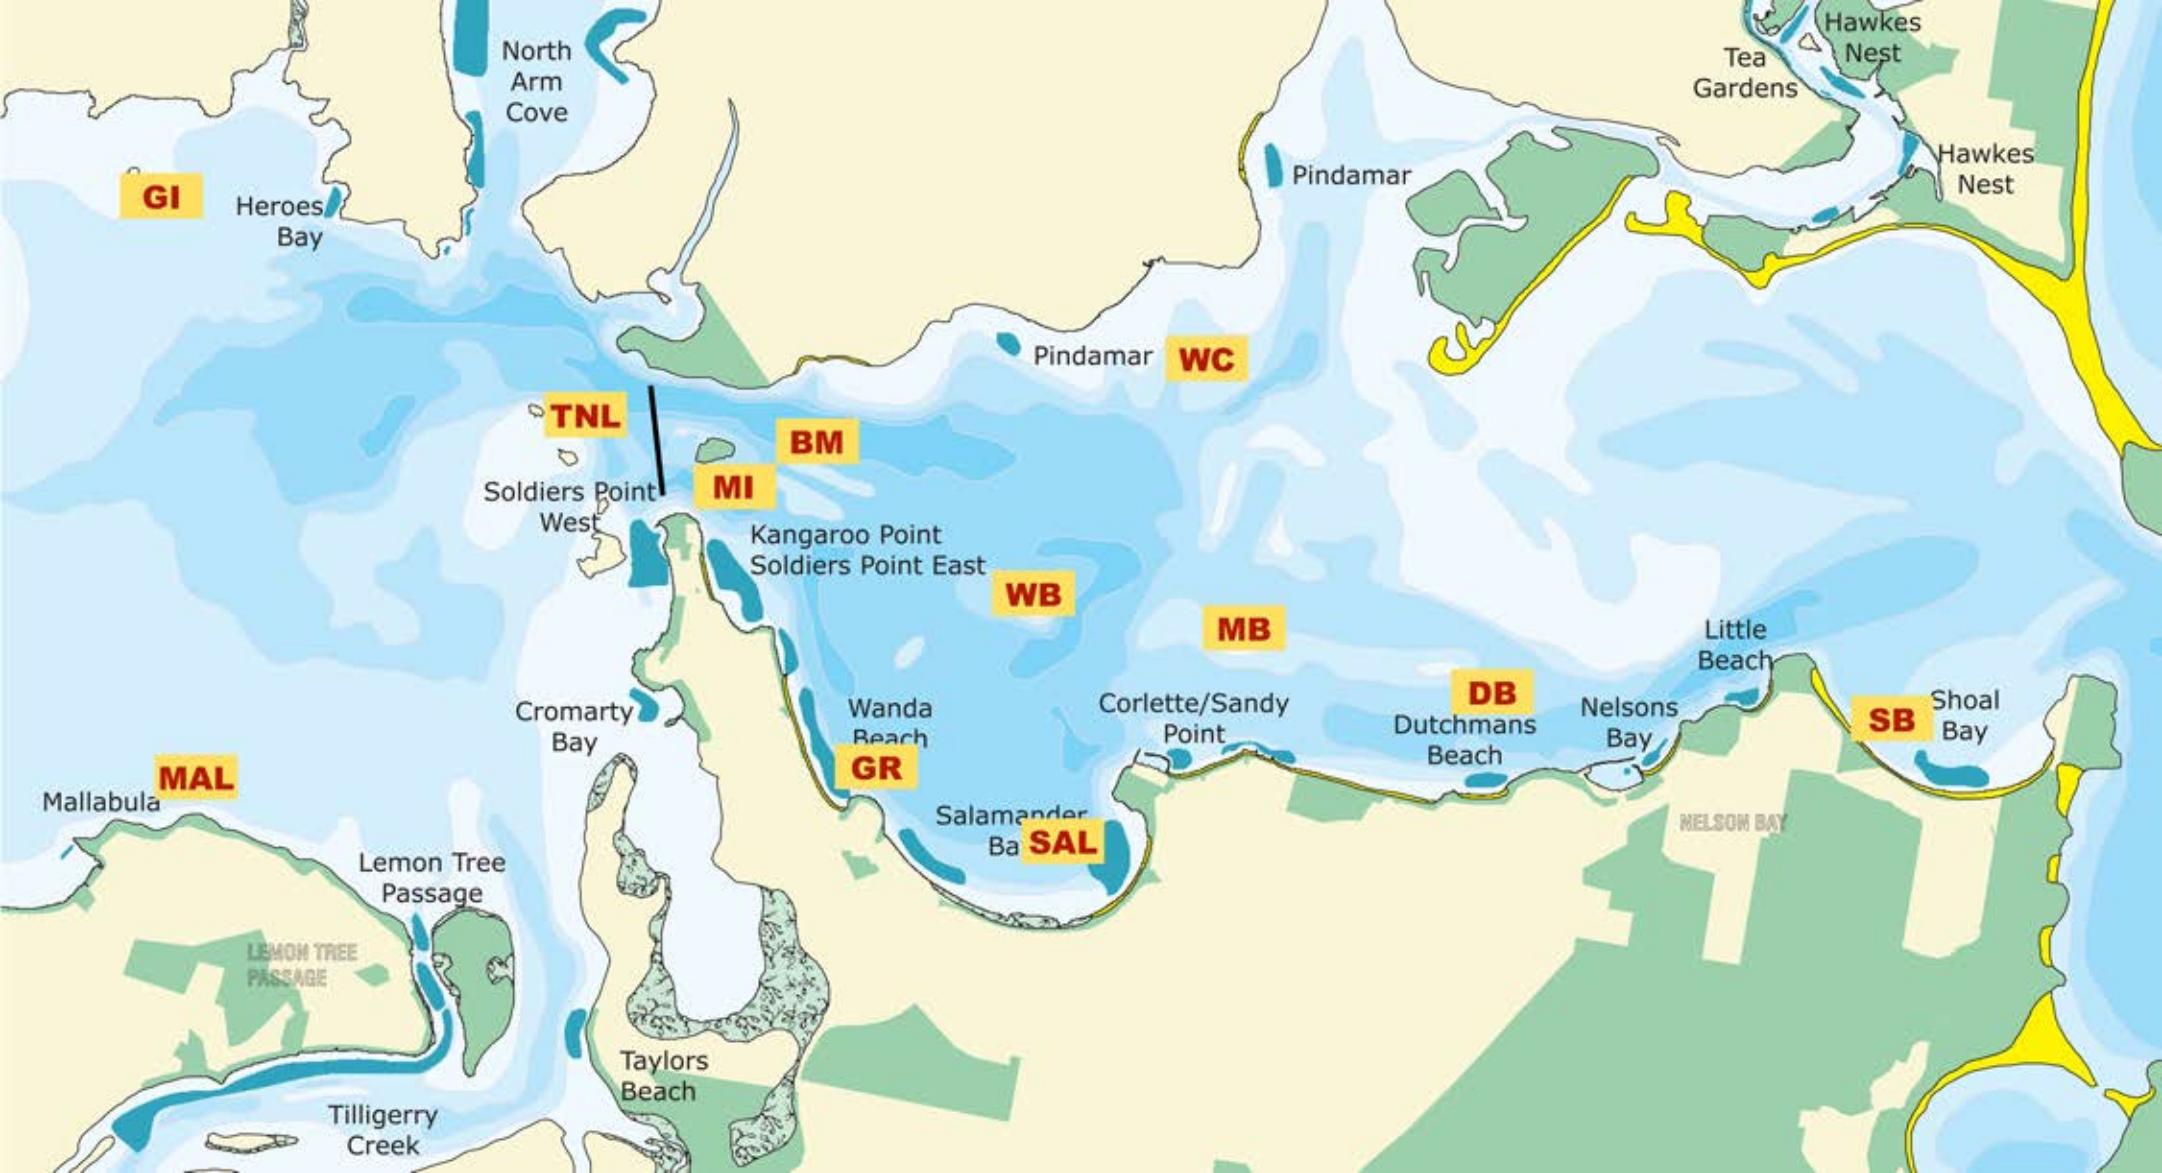 North
Arm
Cove
Hawkes
Nest
Tea
Gardens
Hawkes
Nest
Pindamar
GI
Heroes
Bay
Pindamar
WC
TNL
BM
MI
Soldiers Point
West
Kangaroo Point
Soldiers Point East
WB
MB
Little
Beach
DB
Corlette/Sandy
Point
Dutchmans
Beach
Nelsons
Bay
SB
Shoal
Bay
Cromarty
Bay
Wanda
Beach
GR
MAL
Mallabula
Salamander
Ba
SAL
NELSON BAY
Lemon Tree
Passage
LEMON TREE
PASSAGE
Taylors
Beach
Tilligerry
Creek